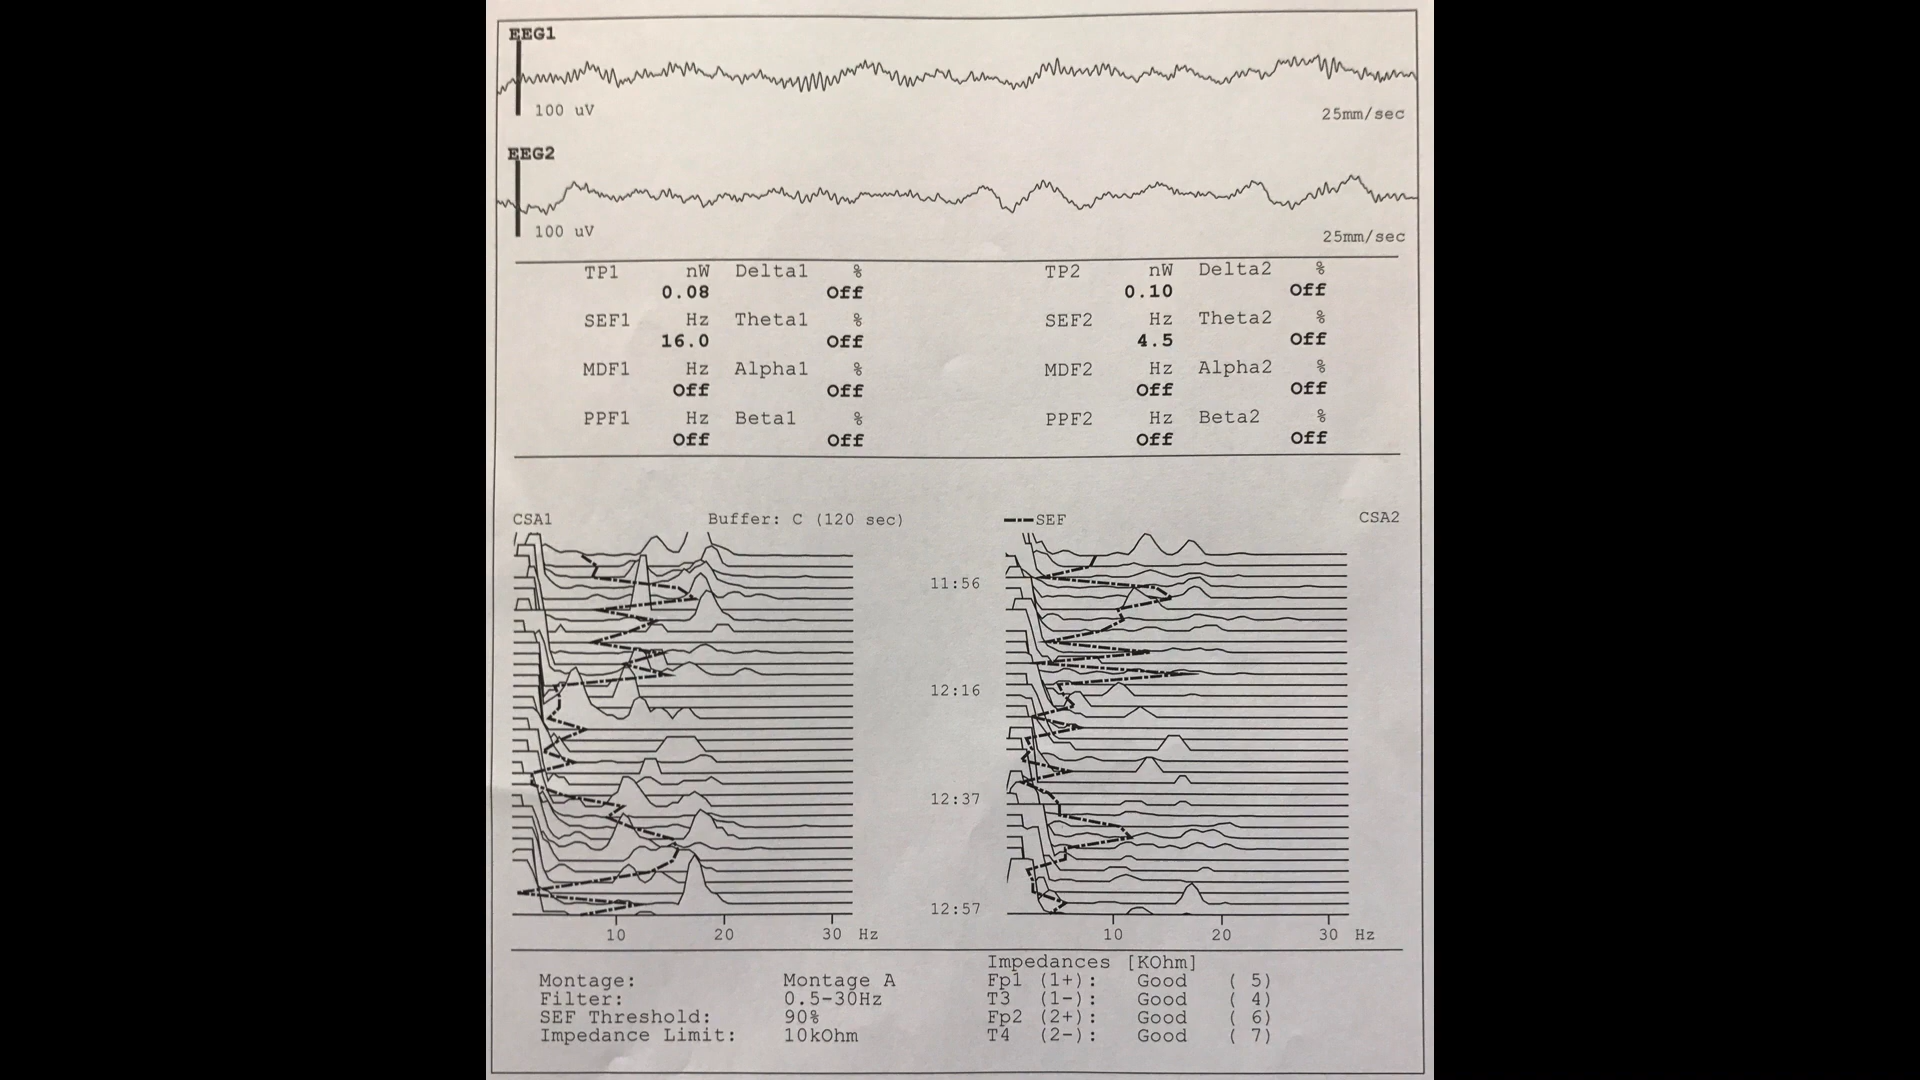 EEG1
100 uV 25mm/sec
EEG2
100 uV 25mm/sec
TP1 nW Delta1 % TP2 nW Delta2 %
0.08 Off 0.10 Off
SEF1 Hz Theta1 % SEF2 Hz Theta2 %
16.0 Off 4.5 Off
MDF1 Hz Alpha1 % MDF2 Hz Alpha2 %
Off Off Off Off
PPF1 Hz Beta1 % PPF2 Hz Beta2 %
Off Off Off Off
CSA1 Buffer: C (120 sec) SEF CSA2
11:56
12:16
12:37
12:57
10 20 30 Hz 10 20 30 Hz
Impedances [KOhm]
Montage: Montage A Fp1 (1+): Good ( 5)
Filter: 0.5-30Hz T3 (1-): Good ( 4)
SEF Threshold: 90% Fp2 (2+): Good ( 6)
Impedance Limit: 10kOhm T4 (2-): Good ( 7)